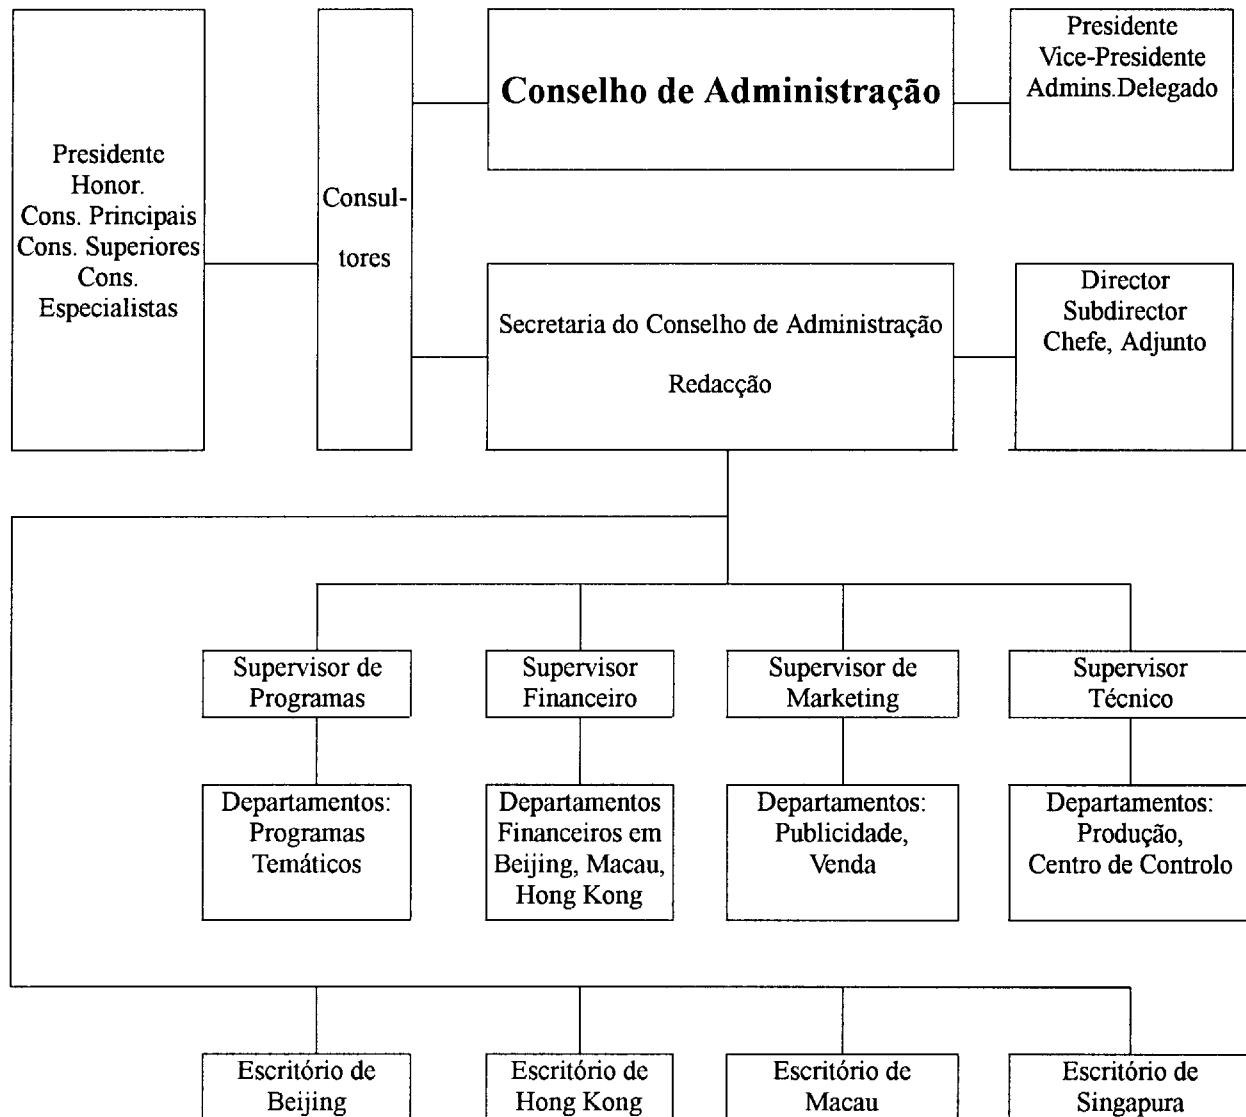 Presidente
Honor.
Cons. Principais
Cons. Superiores
Cons.
Especialistas
Consul-
tores
Conselho de Administração
Presidente
Vice-Presidente
Admins.Delegado
Secretaria do Conselho de Administração
Redacção
Director
Subdirector
Chefe, Adjunto
Supervisor de
Programas
Supervisor
Financeiro
Supervisor de
Marketing
Supervisor
Técnico
Departamentos:
Programas
Temáticos
Departamentos
Financeiros em
Beijing, Macau,
Hong Kong
Departamentos:
Publicidade,
Venda
Departamentos:
Produção,
Centro de Controlo
Escritório de
Beijing
Escritório de
Hong Kong
Escritório de
Macau
Escritório de
Singapura